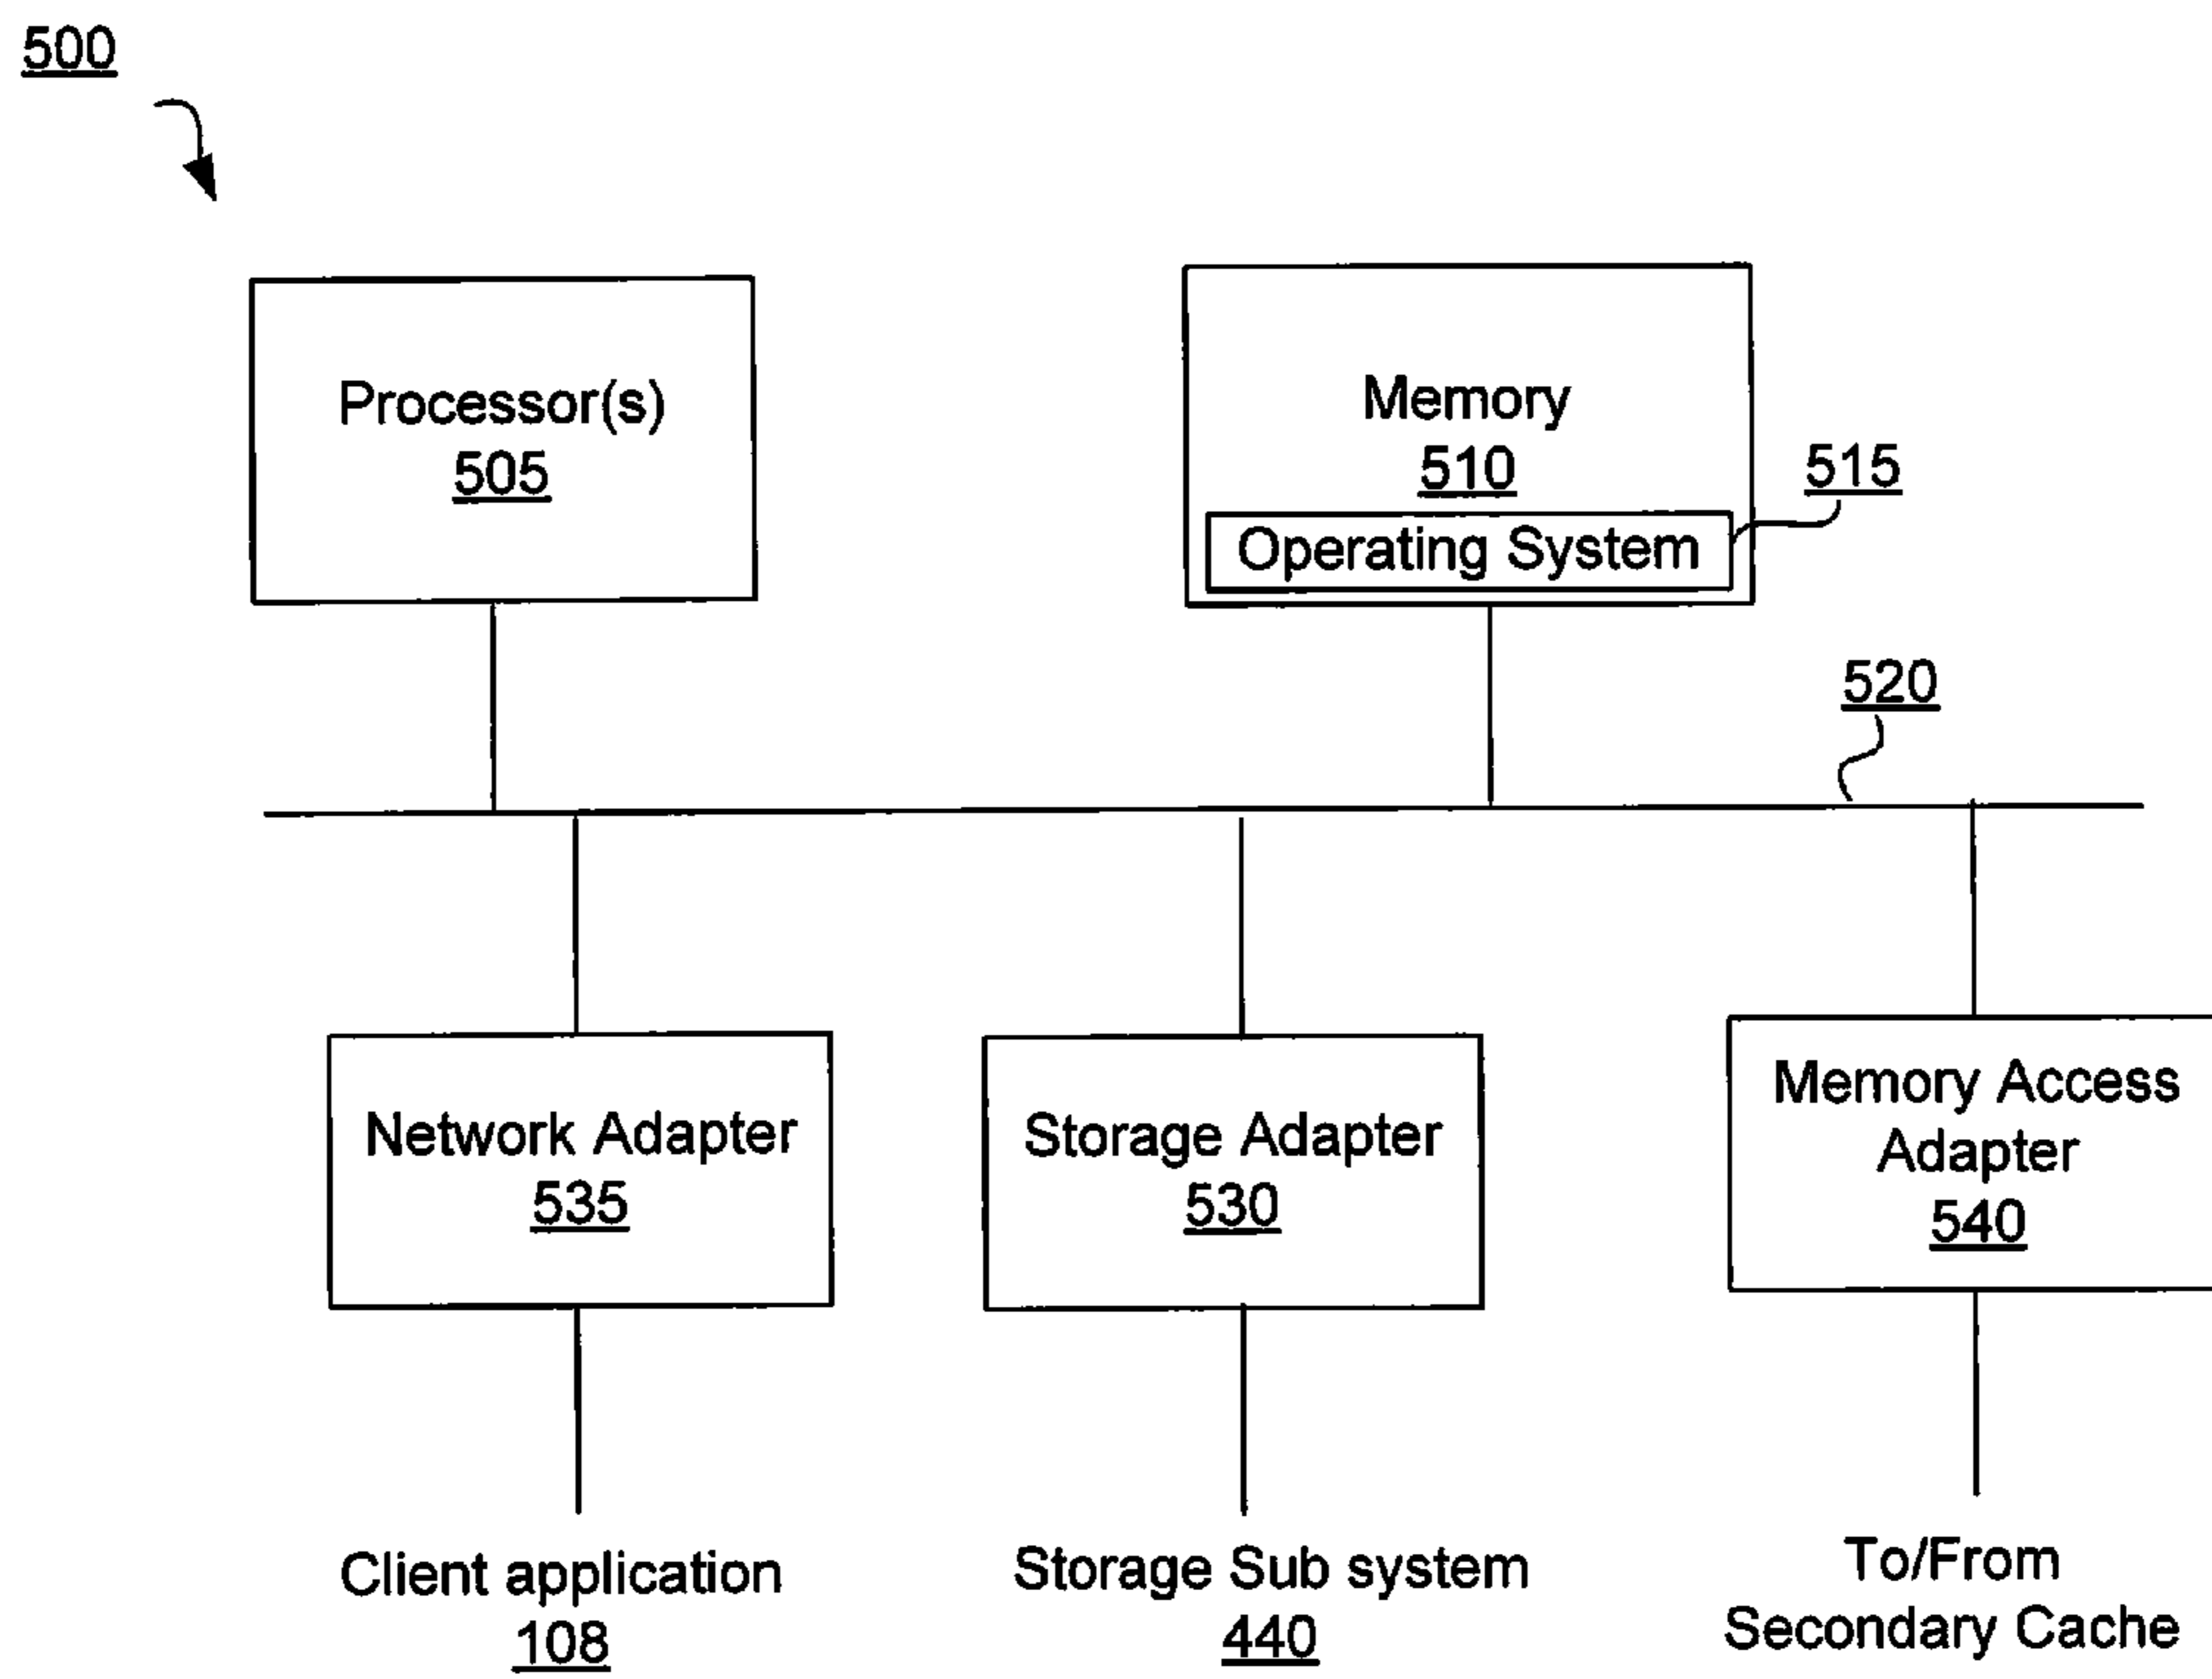 500
Processor(s)
505
Memory
510
515
Operating System
520
Network Adapter
535
Storage Adapter
530
Memory Access
Adapter
540
Client application
108
Storage Sub system
440
To/From
Secondary Cache